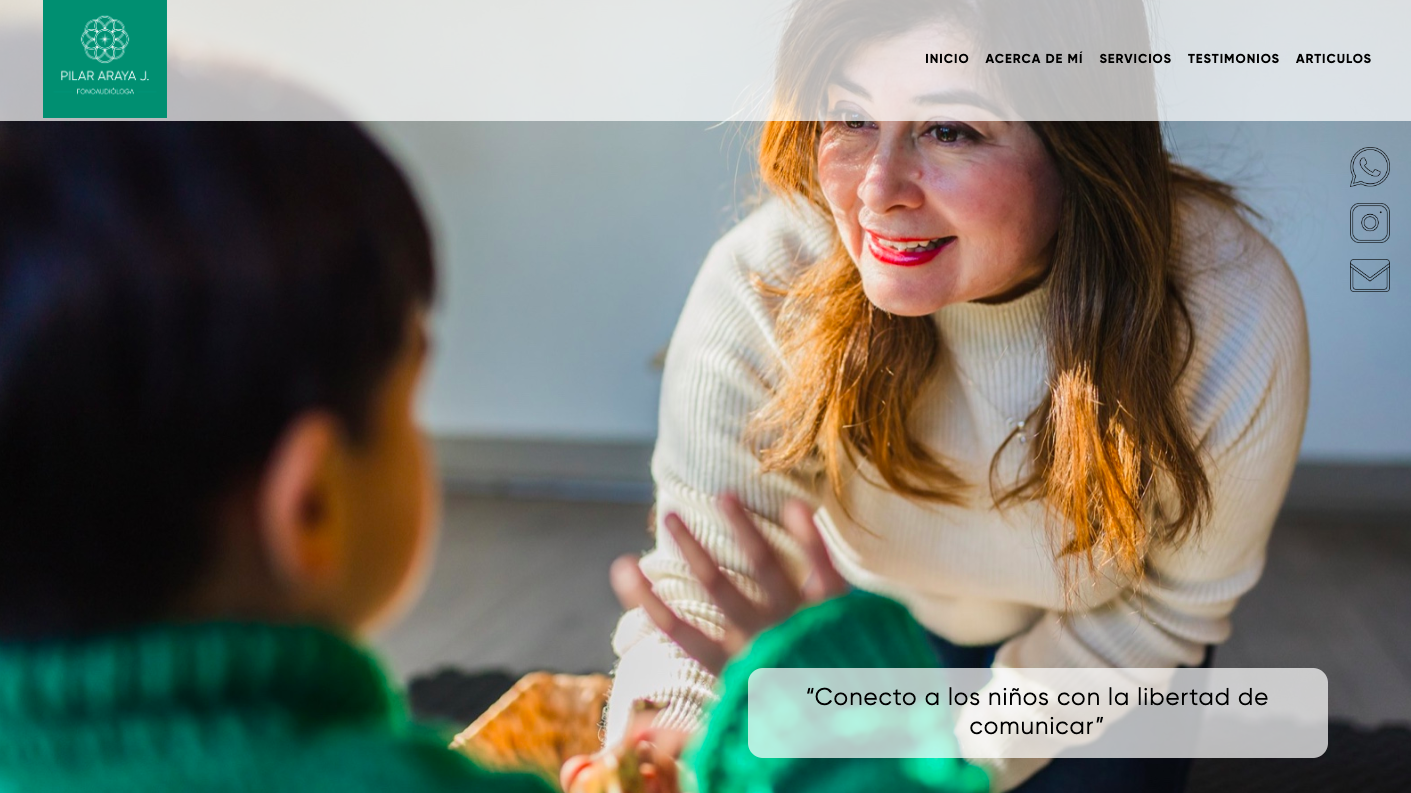 PILAR ARAYA J.
FONOAUDIÓLOGA
INICIO ACERCA DE MÍ SERVICIOS TESTIMONIOS ARTICULOS
“Conecto a los niños con la libertad de
comunicar”